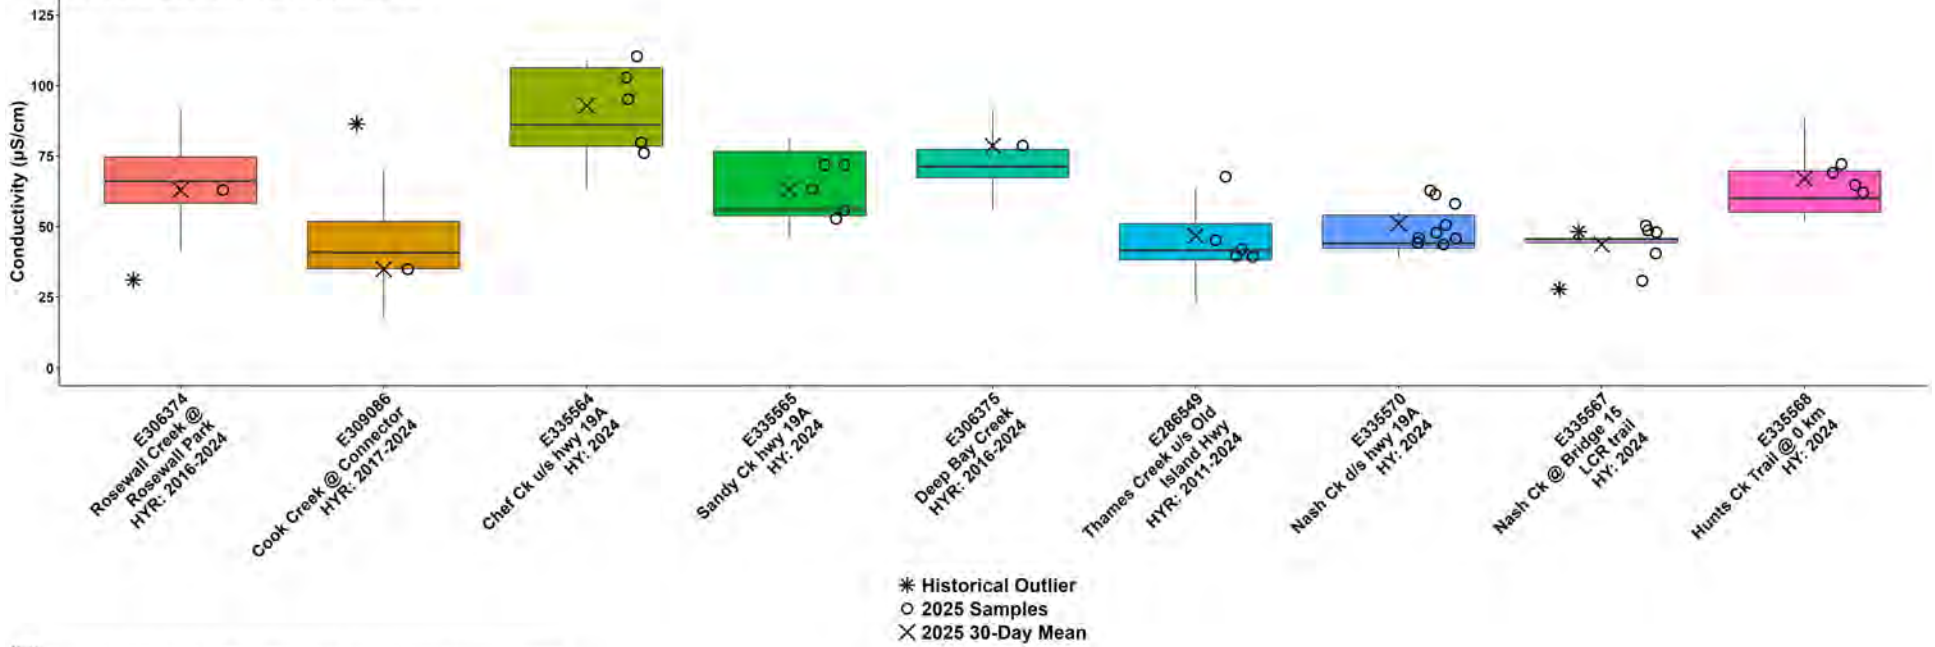 125
100
75
50
25
0
Conductivity (µS/cm)
E306374
Rosewall Creek @
Rosewall Park
HYR: 2016-2024
E309086
Cook Creek @ Connector
HYR: 2017-2024
E335564
Chef Ck u/s hwy 19A
HY: 2024
E335565
Sandy Ck hwy 19A
HY: 2024
E306375
Deep Bay Creek
HYR: 2016-2024
E286549
Thames Creek u/s Old
Island Hwy
HYR: 2011-2024
E335570
Nash Ck d/s hwy 19A
HY: 2024
E335567
Nash Ck @ Bridge 15
LCR trail
HY: 2024
E335568
Hunts Ck Trail @ 0 km
HY: 2024
Historical Outlier
2025 Samples
2025 30-Day Mean